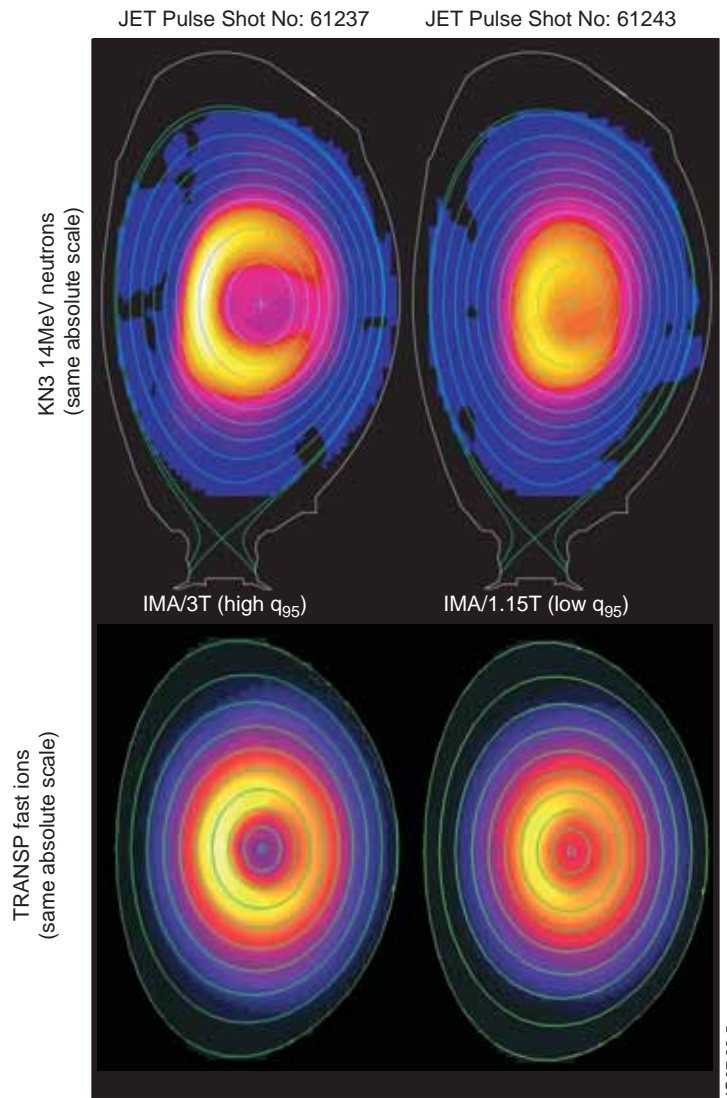 JET Pulse Shot No: 61237
JET Pulse Shot No: 61243
KN3 14MeV neutrons
(same absolute scale)
IMA/3T (high q95)
IMA/1.15T (low q95)
TRANSP fast ions
(same absolute scale)